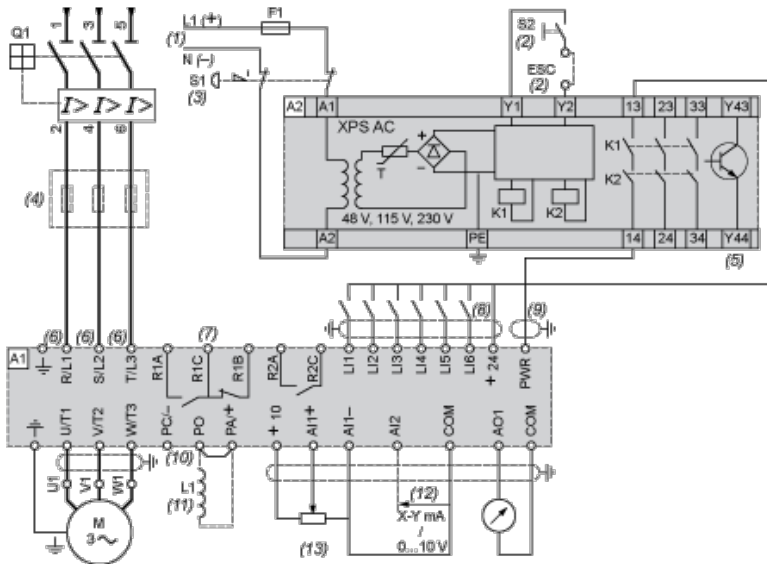 1 3 5
Q1
I> I> I>
2 4 6
(4)
L1 (+) F1
(1)
N (–)
S1
(3)
S2
(2)
ESC
(2)
A2 A1 Y1 Y2 13 23 33 Y43
XPS AC
+
T
–
K1
K2
K1 K2
48 V, 115 V, 230 V
A2 PE 14 24 34 Y44
(5)
(8) (9)
(6) (6) (6) (7)
A1
R/L1 S/L2 T/L3 R1A R1C R1B R2A R2C LI1 LI2 LI3 LI4 LI5 LI6 + 24 PWR
U/T1 V/T2 W/T3 PC/– PO PA/+ + 10 AI1+ AI1– AI2 COM AO1 COM
(10)
U1 V1 W1
L1
(11)
M
3 ~
(12)
X-Y mA
/
0...10 V
(13)